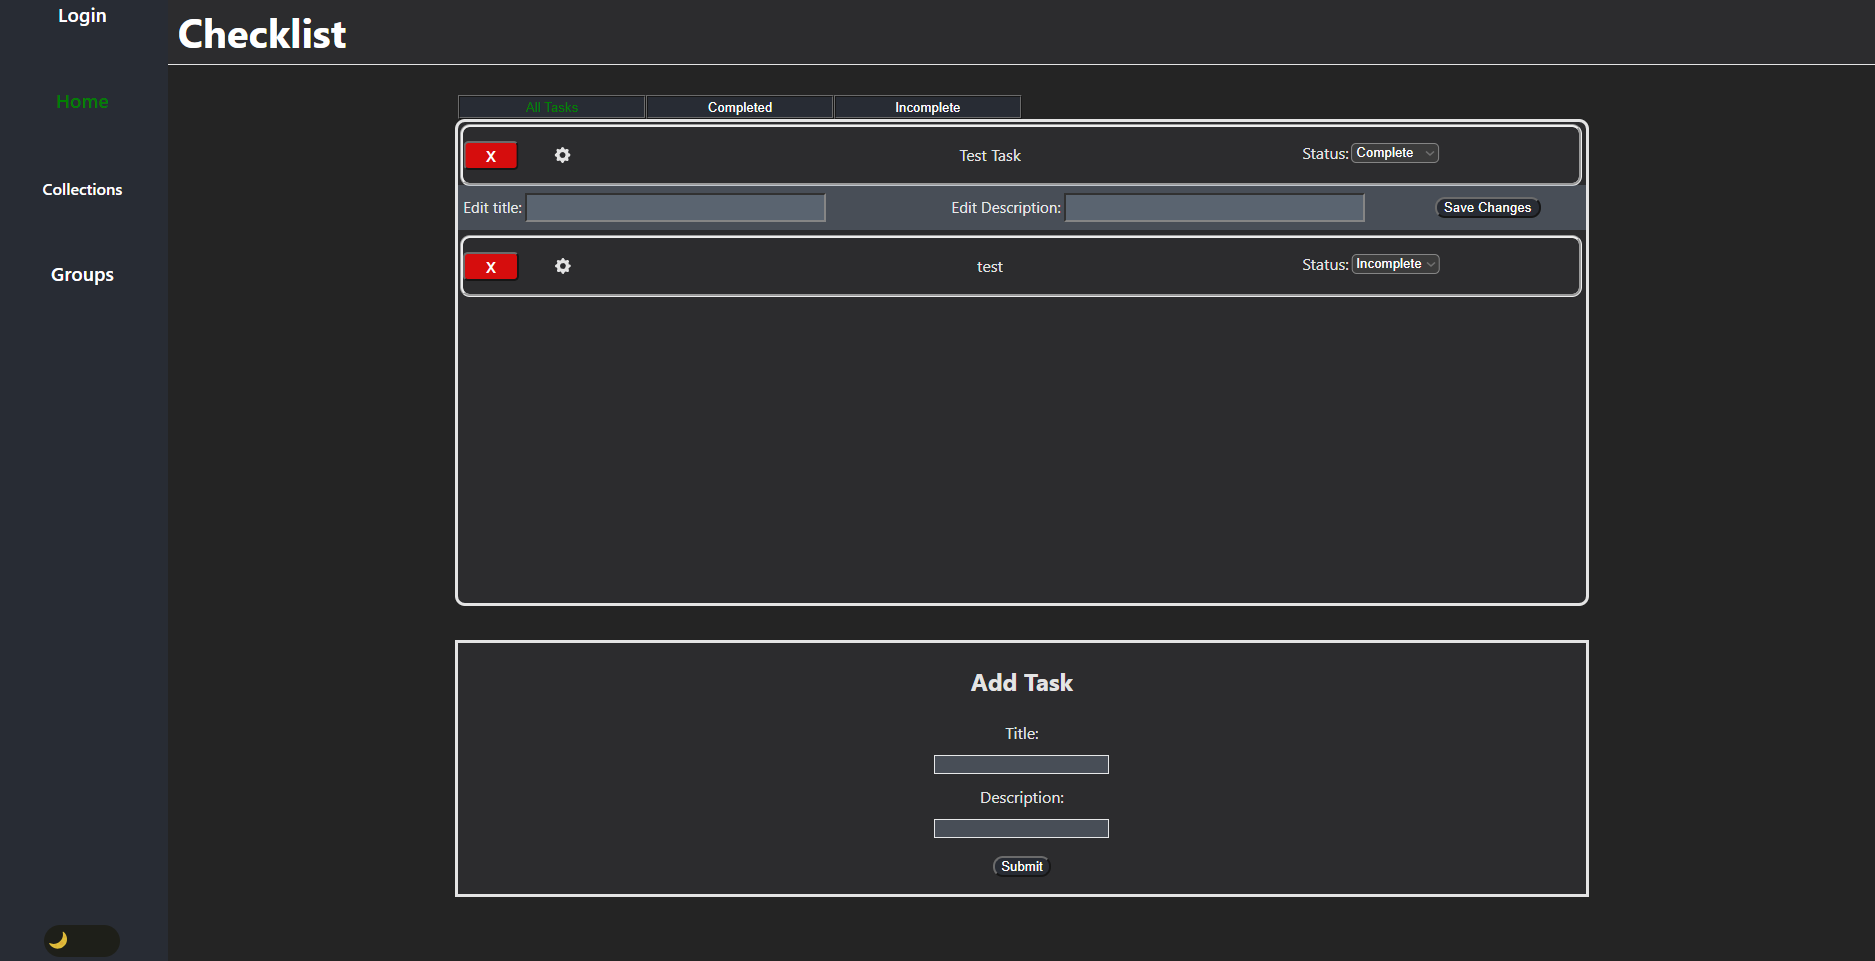 Login
Checklist
Home
Collections
Groups
All Tasks Completed Incomplete
X Test Task Status: Complete
Edit title: Edit Description: Save Changes
X test Status: Incomplete
Add Task
Title:
Description:
Submit